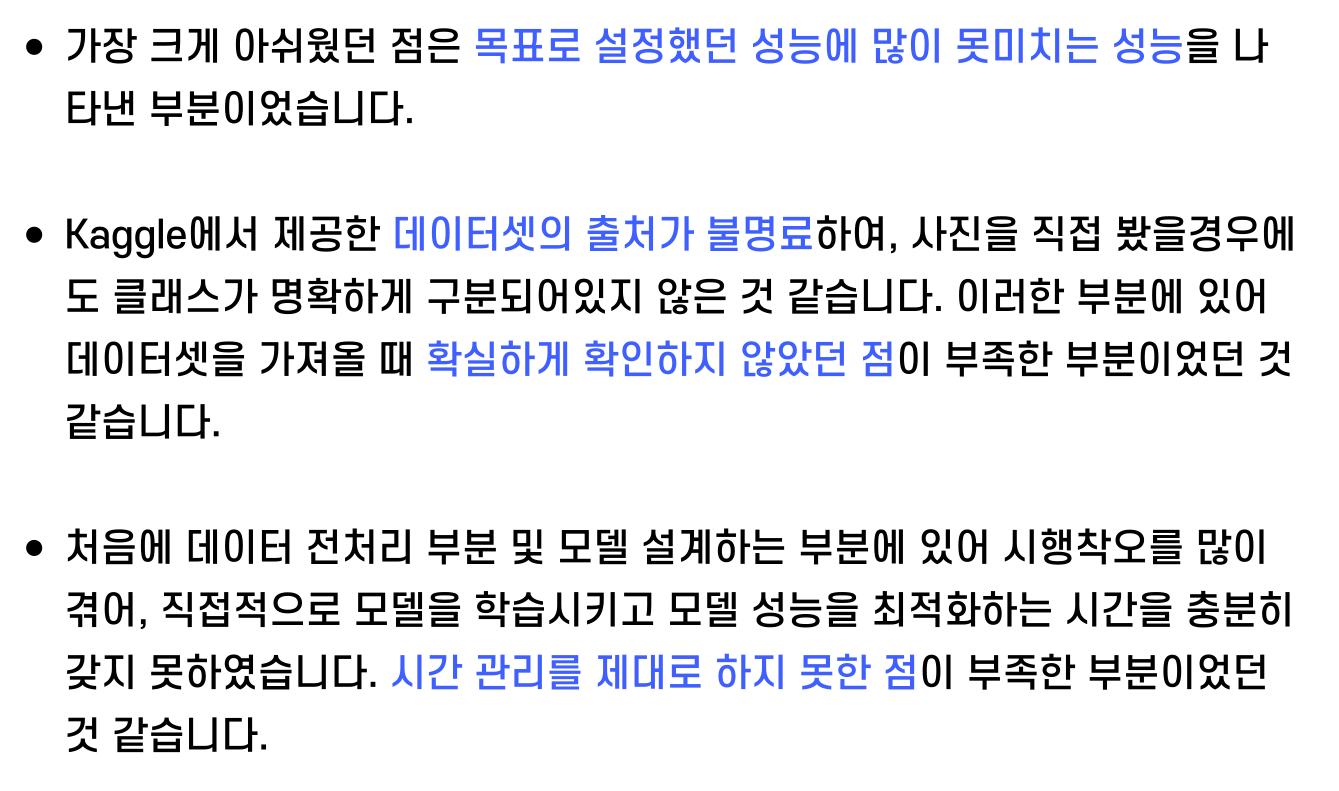 • 가장 크게 아쉬웠던 점은 목표로 설정했던 성능에 많이 못미치는 성능을 나
타낸 부분이었습니다.
• Kaggle에서 제공한 데이터셋의 출처가 불명료하여, 사진을 직접 봤을경우에
도 클래스가 명확하게 구분되어있지 않은 것 같습니다. 이러한 부분에 있어
데이터셋을 가져올 때 확실하게 확인하지 않았던 점이 부족한 부분이었던 것
같습니다.
• 처음에 데이터 전처리 부분 및 모델 설계하는 부분에 있어 시행착오를 많이
겪어, 직접적으로 모델을 학습시키고 모델 성능을 최적화하는 시간을 충분히
갖지 못하였습니다. 시간 관리를 제대로 하지 못한 점이 부족한 부분이었던
것 같습니다.